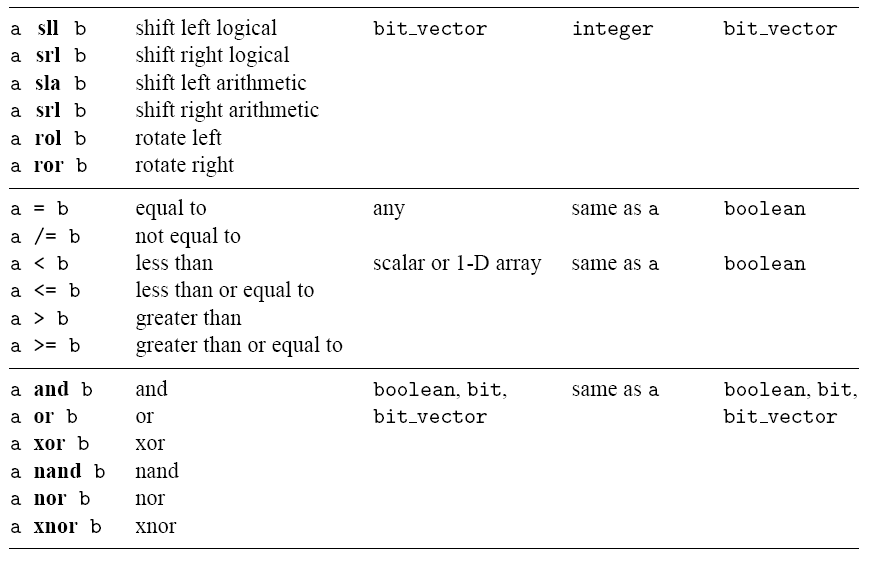 a sll b shift left logical bit_vector integer bit_vector
a srl b shift right logical
a sla b shift left arithmetic
a srl b shift right arithmetic
a rol b rotate left
a ror b rotate right
a = b equal to any same as a boolean
a /= b not equal to
a < b less than scalar or 1-D array same as a boolean
a <= b less than or equal to
a > b greater than
a >= b greater than or equal to
a and b and boolean, bit, same as a boolean, bit,
a or b or bit_vector bit_vector
a xor b xor
a nand b nand
a nor b nor
a xnor b xnor